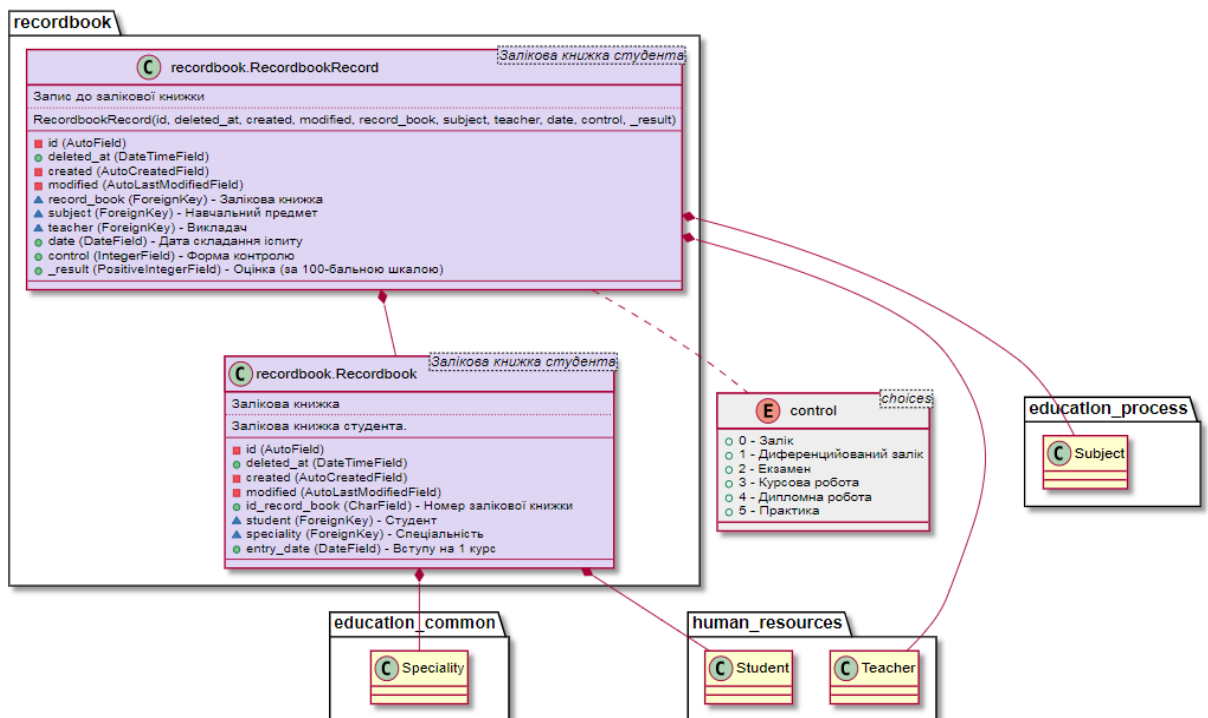 recordbook
Залікова книжка студента
C recordbook.RecordbookRecord
Запис до залікової книжки
RecordbookRecord(id, deleted_at, created, modified, record_book, subject, teacher, date, control, _result)
id (AutoField)
deleted_at (DateTimeField)
created (AutoCreatedField)
modified (AutoLastModifiedField)
record_book (ForeignKey) - Залікова книжка
subject (ForeignKey) - Навчальний предмет
teacher (ForeignKey) - Викладач
date (DateField) - Дата складання іспиту
control (IntegerField) - Форма контролю
_result (PositiveIntegerField) - Оцінка (за 100-бальною шкалою)
Залікова книжка студента
C recordbook.Recordbook
Залікова книжка
Залікова книжка студента.
id (AutoField)
deleted_at (DateTimeField)
created (AutoCreatedField)
modified (AutoLastModifiedField)
id_record_book (CharField) - Номер залікової книжки
student (ForeignKey) - Студент
speciality (ForeignKey) - Спеціальність
entry_date (DateField) - Вступу на 1 курс
choices
E control
0 - Залік
1 - Диференційований залік
2 - Екзамен
3 - Курсова робота
4 - Дипломна робота
5 - Практика
education_process
C Subject
education_common
C Speciality
human_resources
C Student
C Teacher